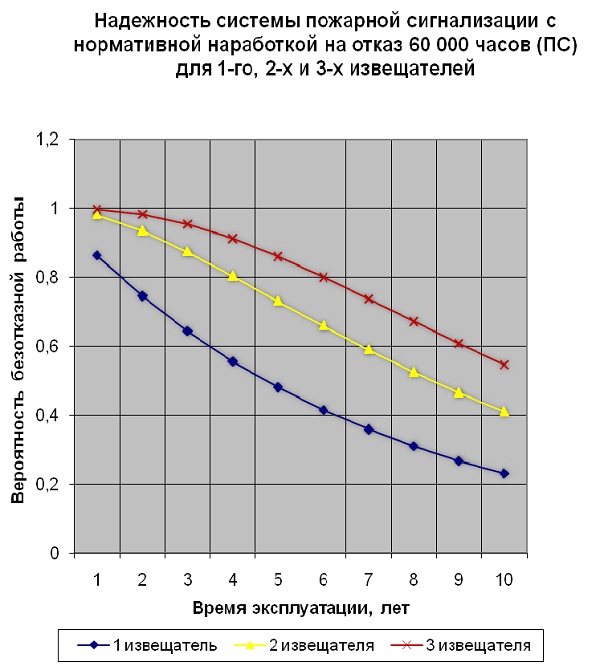 Надежность системы пожарной сигнализации с
нормативной наработкой на отказ 60 000 часов (ПС)
для 1-го, 2-х и 3-х извещателей
Вероятность безотказной работы
1,2
1
0,8
0,6
0,4
0,2
0
1 2 3 4 5 6 7 8 9 10
Время эксплуатации, лет
1 извещатель 2 извещателя 3 извещателя